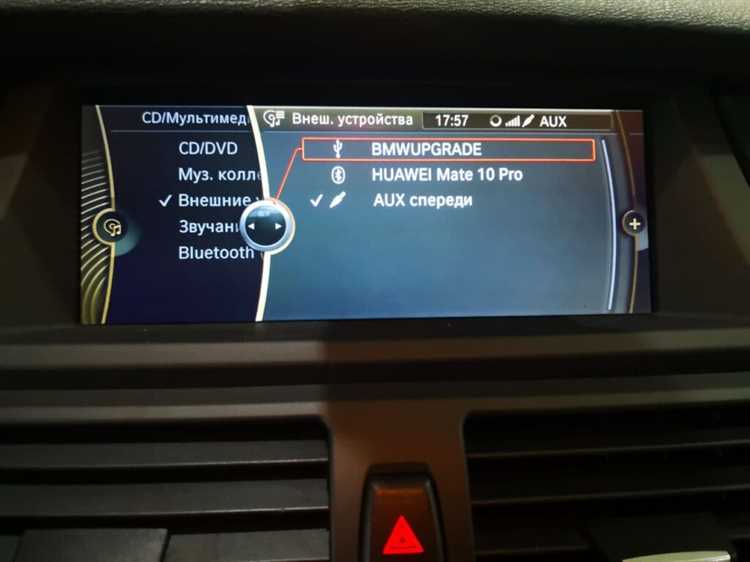 CD/Мультимед
Внеш. устройства 17:57 AUX
CD/DVD
Муз. колле
Внешние у
Звучани
Bluetooth
BMWUPGRADE
HUAWEI Mate 10 Pro
AUX спереди